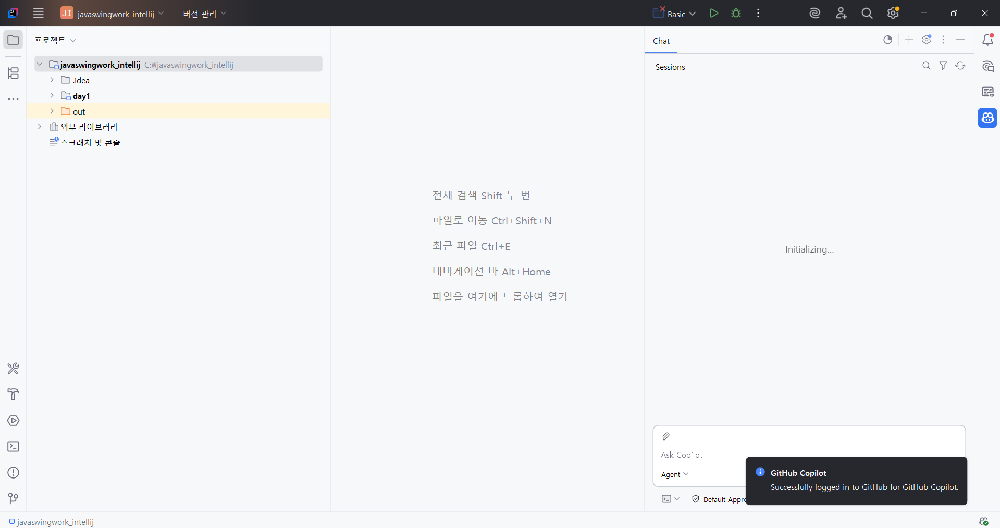 JI javaswingwork_intellij 버전 관리 Basic
프로젝트
javaswingwork_intellij C:₩javaswingwork_intellij
.idea
day1
out
외부 라이브러리
스크래치 및 콘솔
전체 검색 Shift 두 번
파일로 이동 Ctrl+Shift+N
최근 파일 Ctrl+E
내비게이션 바 Alt+Home
파일을 여기에 드롭하여 열기
Chat
Sessions
Initializing...
Ask Copilot
Agent
Default Appro
GitHub Copilot
Successfully logged in to GitHub for GitHub Copilot.
javaswingwork_intellij